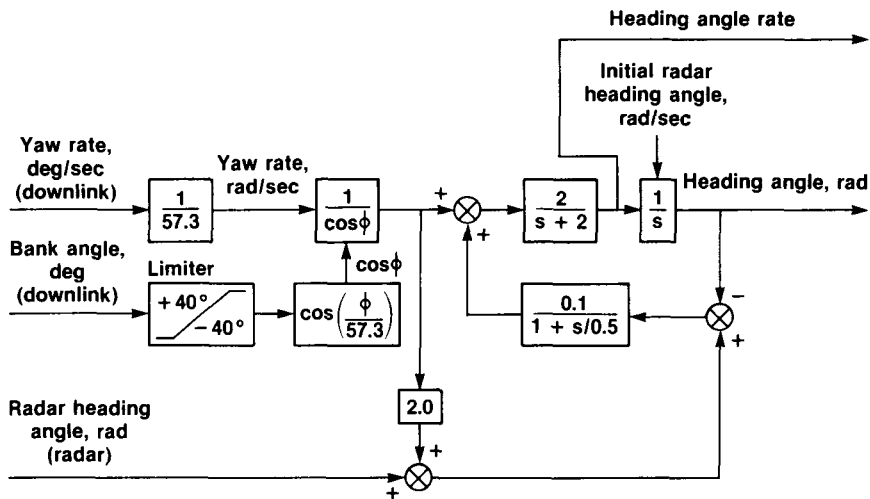 Heading angle rate
Initial radar
heading angle,
rad/sec
Yaw rate,
deg/sec
(downlink)
Yaw rate,
rad/sec
1
57.3
1
cosϕ
+
+
2
s + 2
1
s
Heading angle, rad
Bank angle,
deg
(downlink)
Limiter
+40°
−40°
cosϕ
cos(ϕ
57.3)
0.1
1 + s/0.5
−
+
2.0
Radar heading
angle, rad
(radar)
+
+